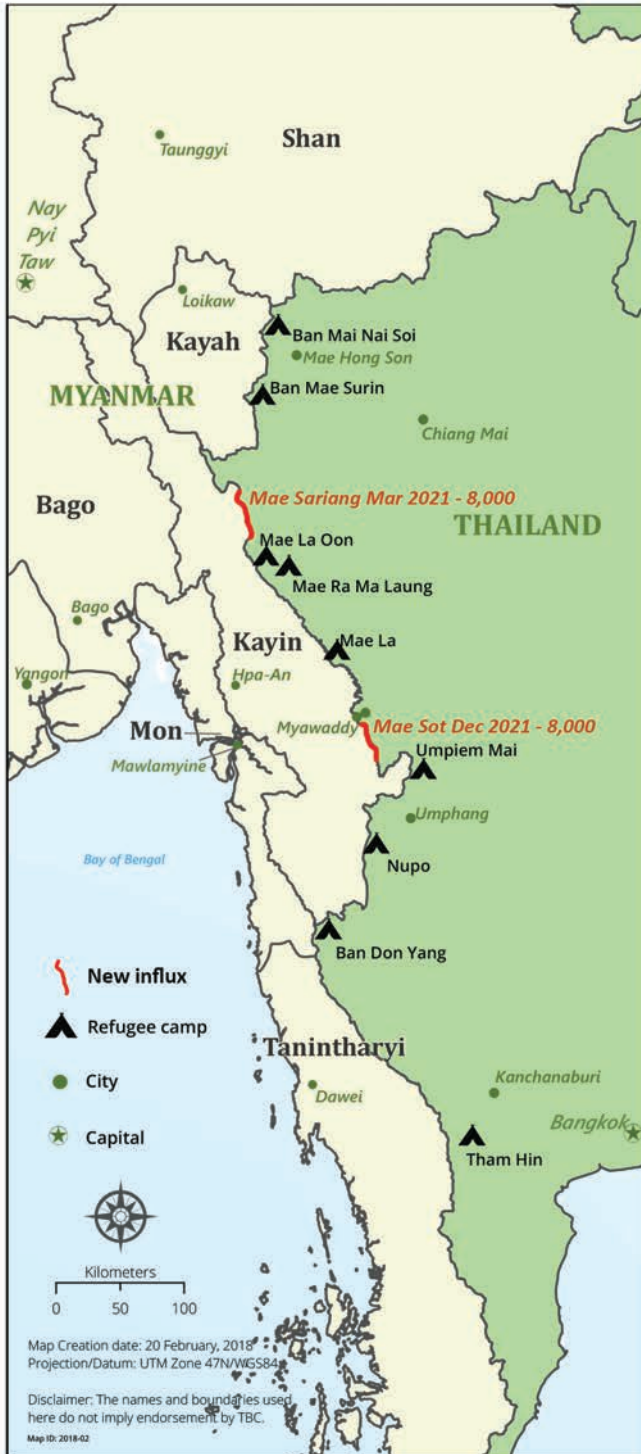 Shan
Taunggyi
Nay
Pyi
Taw
Loikaw
Kayah
Ban Mai Nai Soi
Mae Hong Son
MYANMAR
Ban Mae Surin
Chiang Mai
Bago
Mae Sariang Mar 2021 - 8,000
THAILAND
Mae La Oon
Mae Ra Ma Laung
Bago
Kayin
Mae La
Yangon
Hpa-An
Mon
Myawaddy
Mae Sot Dec 2021 - 8,000
Mawlamyine
Umpiem Mai
Umphang
Bay of Bengal
Nupo
Ban Don Yang
New influx
Refugee camp
Tanintharyi
City
Dawei
Kanchanaburi
Capital
Bangkok
Tham Hin
Kilometers
0 50 100
Map Creation date: 20 February, 2018
Projection/Datum: UTM Zone 47N/WGS84
Disclaimer: The names and boundaries used
here do not imply endorsement by TBC.
Map ID: 2018-02